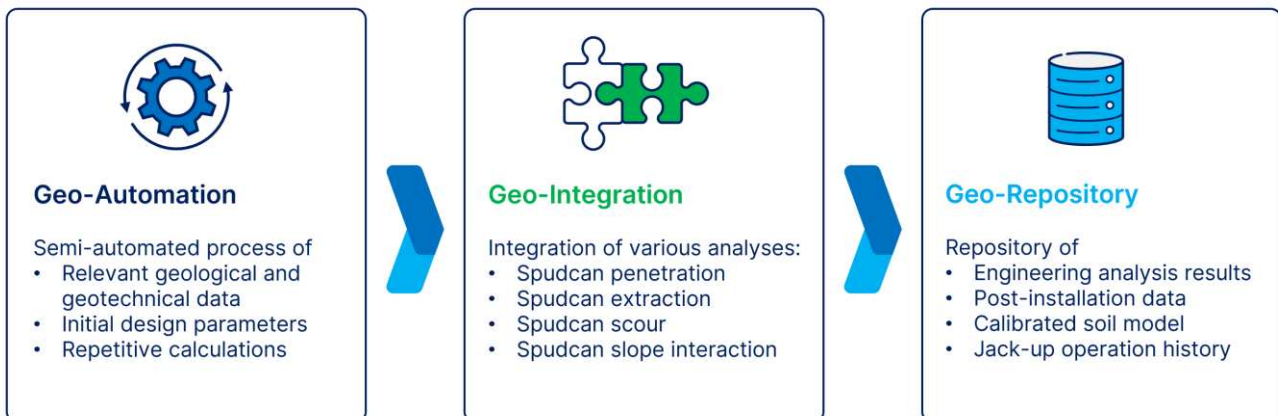 Geo-Automation
Semi-automated process of
• Relevant geological and
geotechnical data
• Initial design parameters
• Repetitive calculations
Geo-Integration
Integration of various analyses:
• Spudcan penetration
• Spudcan extraction
• Spudcan scour
• Spudcan slope interaction
Geo-Repository
Repository of
• Engineering analysis results
• Post-installation data
• Calibrated soil model
• Jack-up operation history